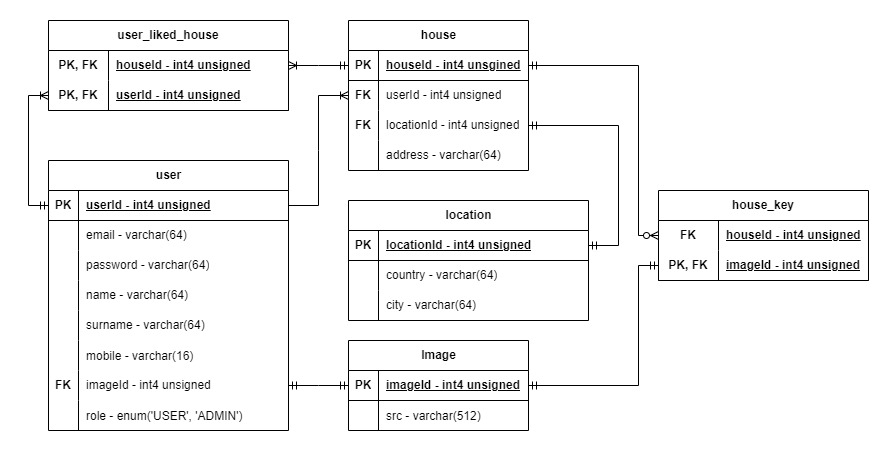 user_liked_house
PK, FK houseId - int4 unsigned
PK, FK userId - int4 unsigned
house
PK houseId - int4 unsgined
FK userId - int4 unsigned
FK locationId - int4 unsigned
address - varchar(64)
user
PK userId - int4 unsigned
email - varchar(64)
password - varchar(64)
name - varchar(64)
surname - varchar(64)
mobile - varchar(16)
FK imageId - int4 unsigned
role - enum('USER', 'ADMIN')
location
PK locationId - int4 unsigned
country - varchar(64)
city - varchar(64)
Image
PK imageId - int4 unsigned
src - varchar(512)
house_key
FK houseId - int4 unsigned
PK, FK imageId - int4 unsigned